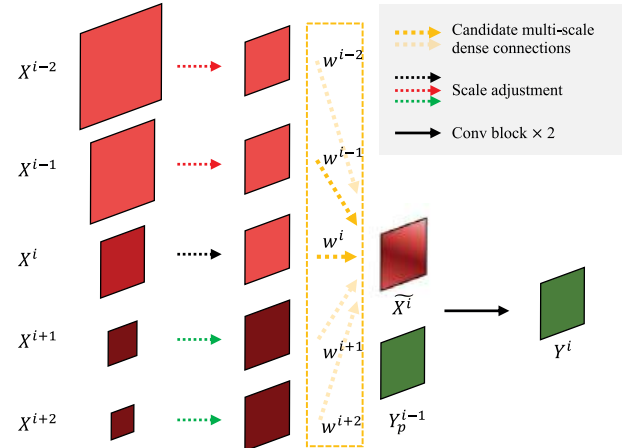 Candidate multi-scale
dense connections
Scale adjustment
Conv block × 2
X^{i-2}
w^{i-2}
X^{i-1}
w^{i-1}
X^{i}
w^{i}
\widetilde{X^{i}}
X^{i+1}
w^{i+1}
Y^{i}
X^{i+2}
w^{i+2}
Y_{p}^{i-1}